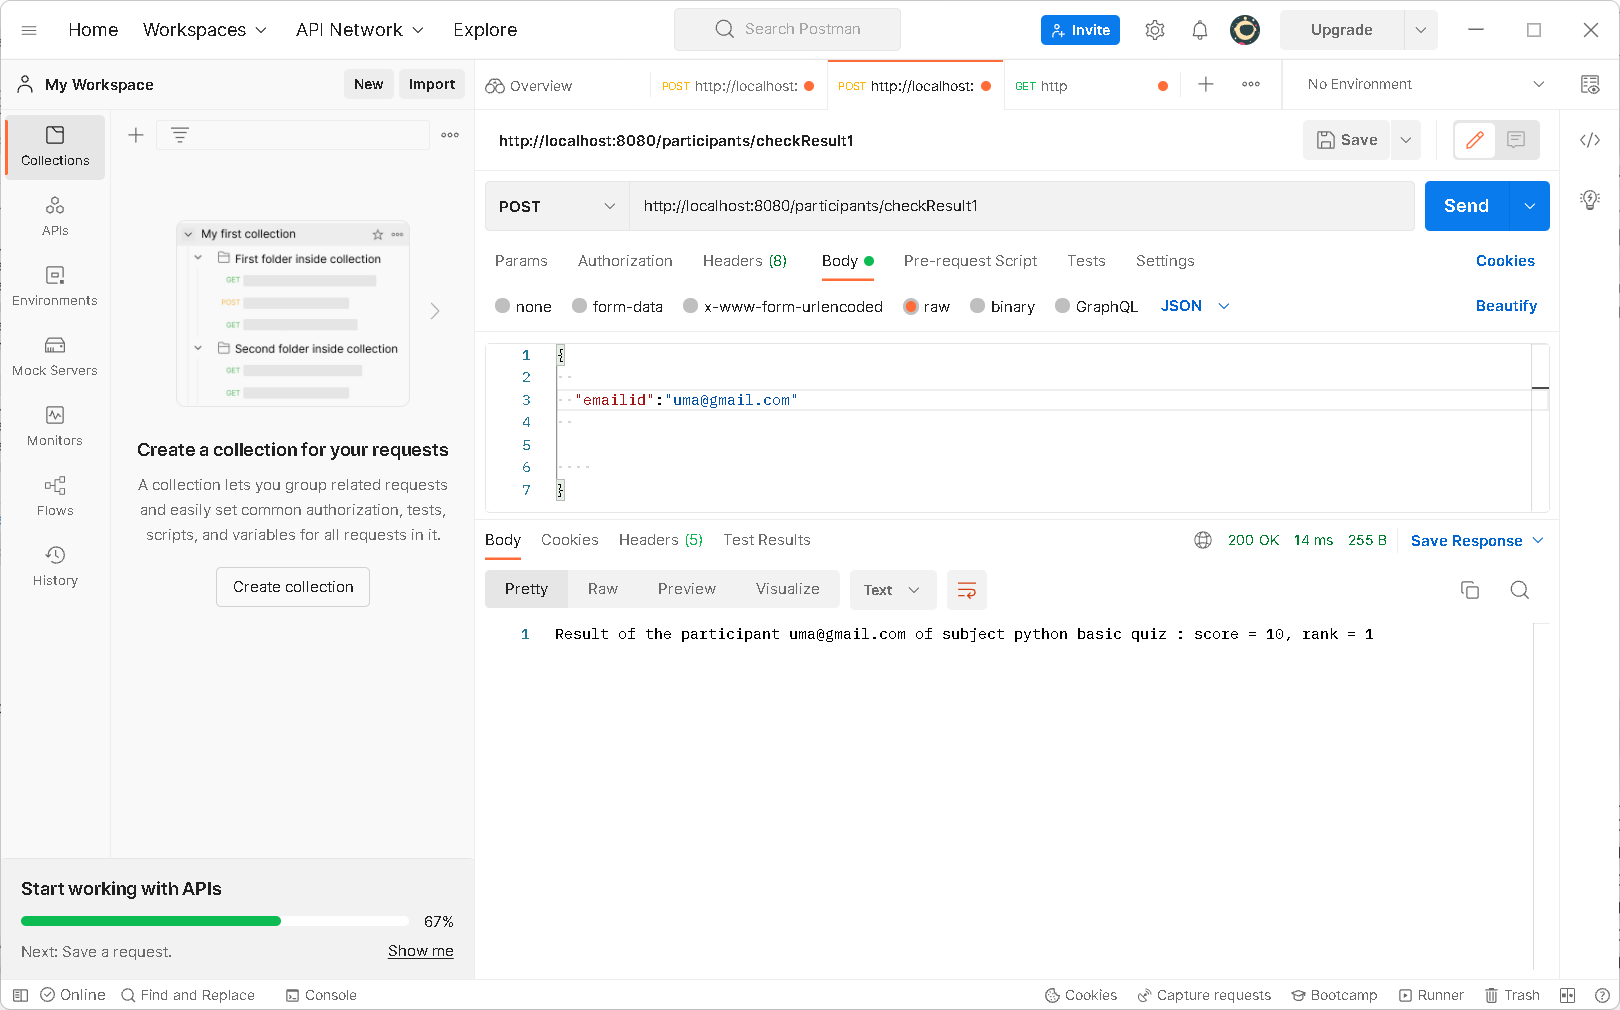 Home Workspaces API Network Explore Search Postman Invite Upgrade
My Workspace New Import
Overview POST http://localhost: POST http://localhost: GET http No Environment
Collections
APIs
Environments
Mock Servers
Monitors
Flows
History
My first collection
First folder inside collection
GET
POST
GET
Second folder inside collection
GET
GET
Create a collection for your requests
A collection lets you group related requests
and easily set common authorization, tests,
scripts, and variables for all requests in it.
Create collection
Start working with APIs
67%
Next: Save a request. Show me
http://localhost:8080/participants/checkResult1 Save
POST http://localhost:8080/participants/checkResult1 Send
Params Authorization Headers (8) Body Pre-request Script Tests Settings Cookies
none form-data x-www-form-urlencoded raw binary GraphQL JSON Beautify
1 {
2
3 "emailid":"uma@gmail.com"
4
5
6
7 }
Body Cookies Headers (5) Test Results 200 OK 14 ms 255 B Save Response
Pretty Raw Preview Visualize Text
1 Result of the participant uma@gmail.com of subject python basic quiz : score = 10, rank = 1
Online Find and Replace Console Cookies Capture requests Bootcamp Runner Trash